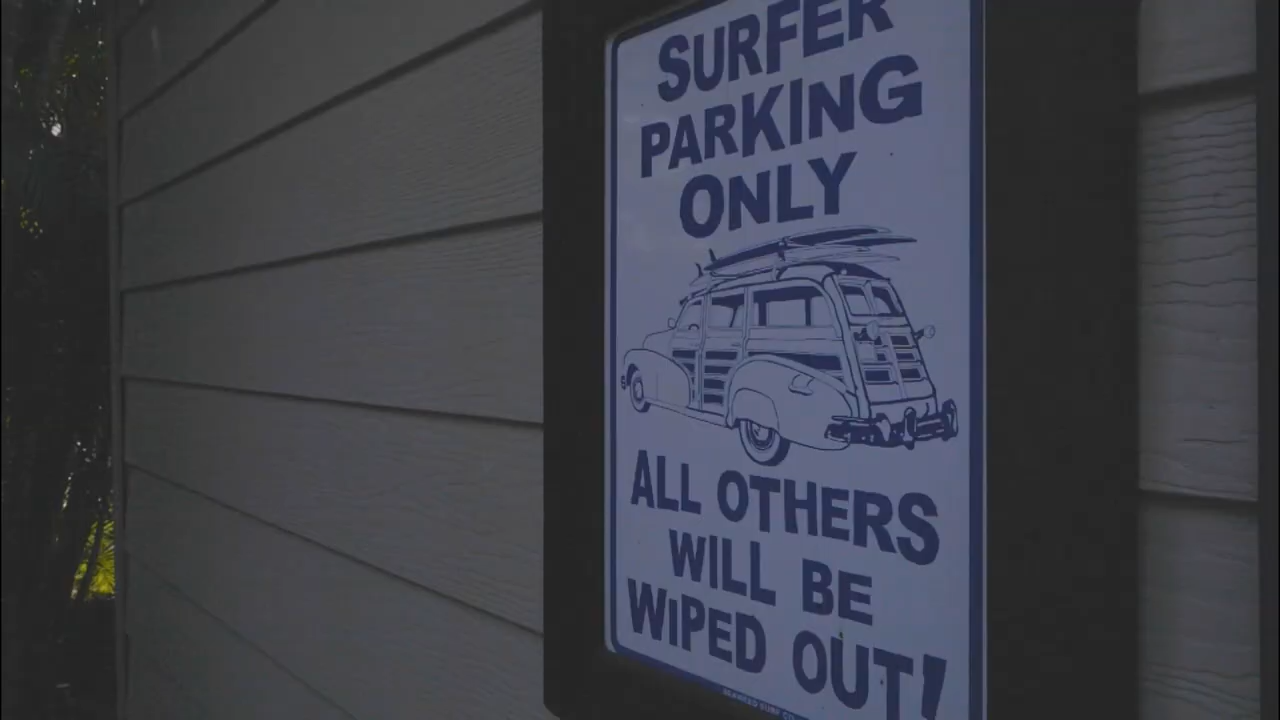 SURFER
PARKING
ONLY
ALL OTHERS
WILL BE
WIPED OUT!